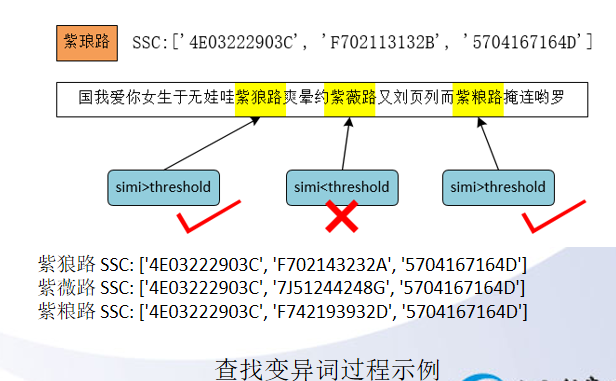 紫琅路 SSC:['4E03222903C', 'F702113132B', '5704167164D']
国我爱你女生于无娃哇紫狼路爽晕约紫薇路又刘页列而紫粮路掩连哟罗
simi>threshold simi<threshold simi>threshold
紫狼路 SSC: ['4E03222903C', 'F702143232A', '5704167164D']
紫薇路 SSC: ['4E03222903C', '7J51244248G', '5704167164D']
紫粮路 SSC: ['4E03222903C', 'F742193932D', '5704167164D']
查找变异词过程示例